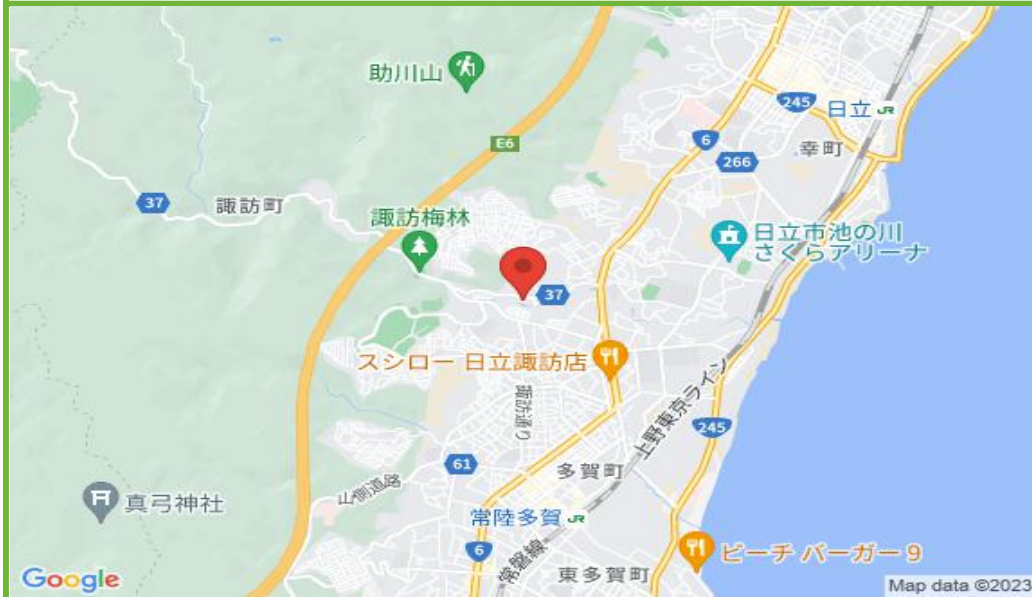 助川山
E6
245
日立 JR
6
幸町
266
37
諏訪町
諏訪梅林
日立市池の川
さくらアリーナ
37
スシロー 日立諏訪店
諏訪通り
上野東京ライン
245
61
多賀町
山側道路
真弓神社
常陸多賀 JR
6
常磐線
ビーチ バーガー 9
東多賀町
Google
Map data ©2023